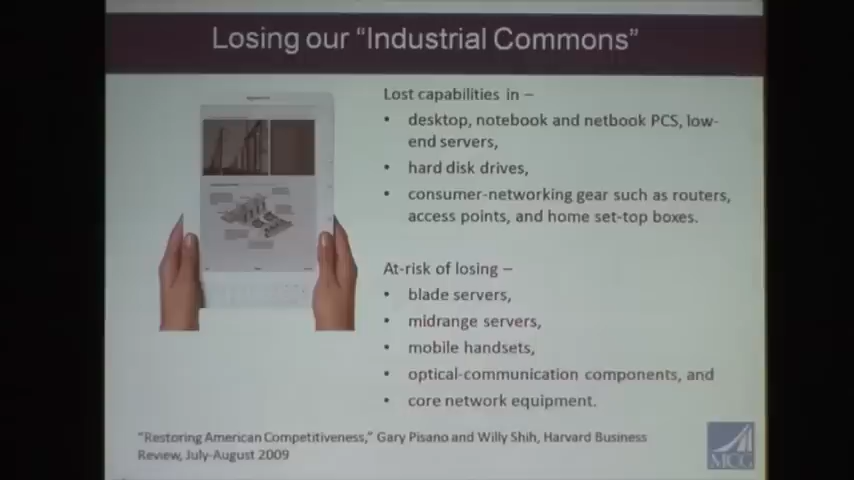 Losing our “Industrial Commons”
Lost capabilities in –
• desktop, notebook and netbook PCS, low-
end servers,
• hard disk drives,
• consumer-networking gear such as routers,
access points, and home set-top boxes.
At-risk of losing –
• blade servers,
• midrange servers,
• mobile handsets,
• optical-communication components, and
• core network equipment.
“Restoring American Competitiveness,” Gary Pisano and Willy Shih, Harvard Business
Review, July-August 2009
MCG